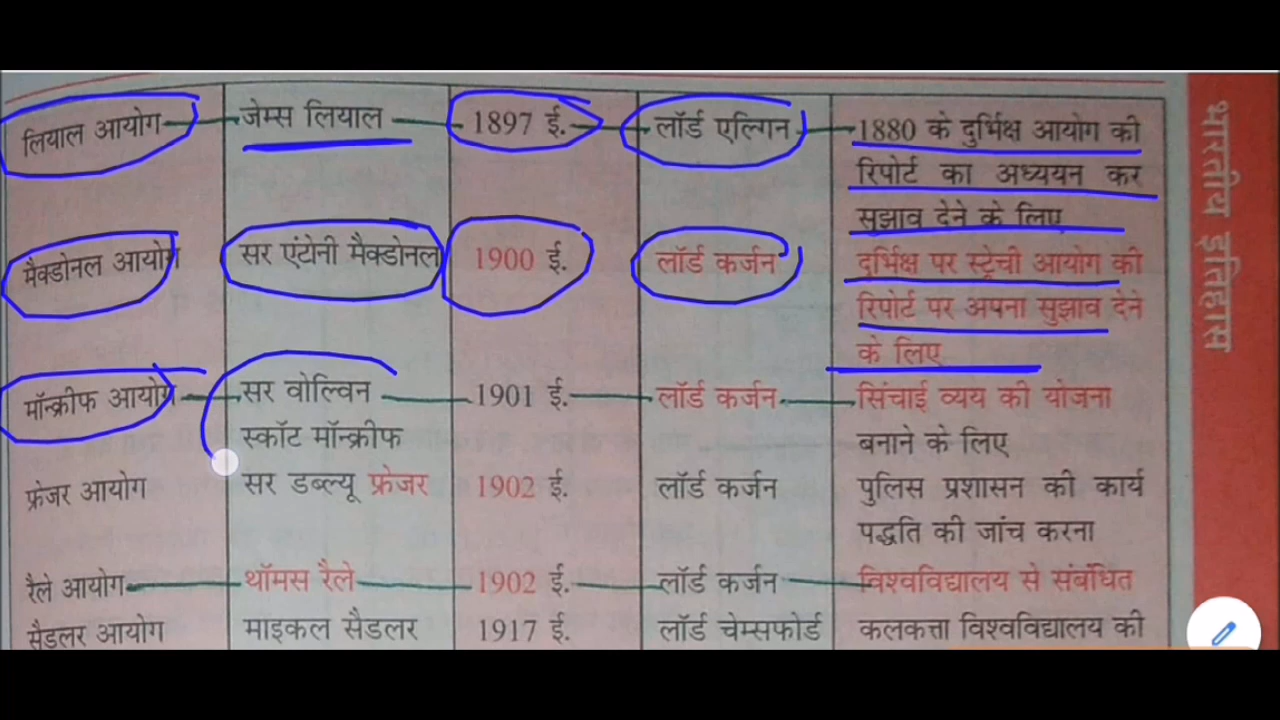 लियाल आयोग जेम्स लियाल 1897 ई. लॉर्ड एल्गिन 1880 के दुर्भिक्ष आयोग की
रिपोर्ट का अध्ययन कर
सुझाव देने के लिए
मैक्डोनल आयोग सर एंटोनी मैक्डोनल 1900 ई. लॉर्ड कर्जन दुर्भिक्ष पर स्ट्रेची आयोग की
रिपोर्ट पर अपना सुझाव देने
के लिए
मॉन्क्रीफ आयोग सर वोल्विन 1901 ई. लॉर्ड कर्जन सिंचाई व्यय की योजना
स्कॉट मॉन्क्रीफ बनाने के लिए
फ्रेजर आयोग सर डब्ल्यू फ्रेजर 1902 ई. लॉर्ड कर्जन पुलिस प्रशासन की कार्य
पद्धति की जांच करना
रैले आयोग थॉमस रैले 1902 ई. लॉर्ड कर्जन विश्वविद्यालय से संबंधित
सैडलर आयोग माइकल सैडलर 1917 ई. लॉर्ड चेम्सफोर्ड कलकत्ता विश्वविद्यालय की
भारतीय इतिहास